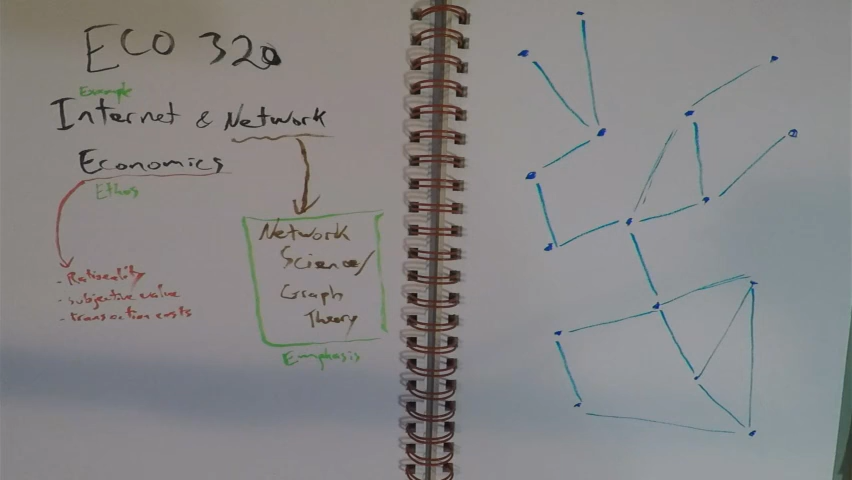 ECO 320
Example
Internet & Network
Economics
Ethos
- Rationality
- subjective value
- transaction costs
Network
Science/
Graph
Theory
Emphasis